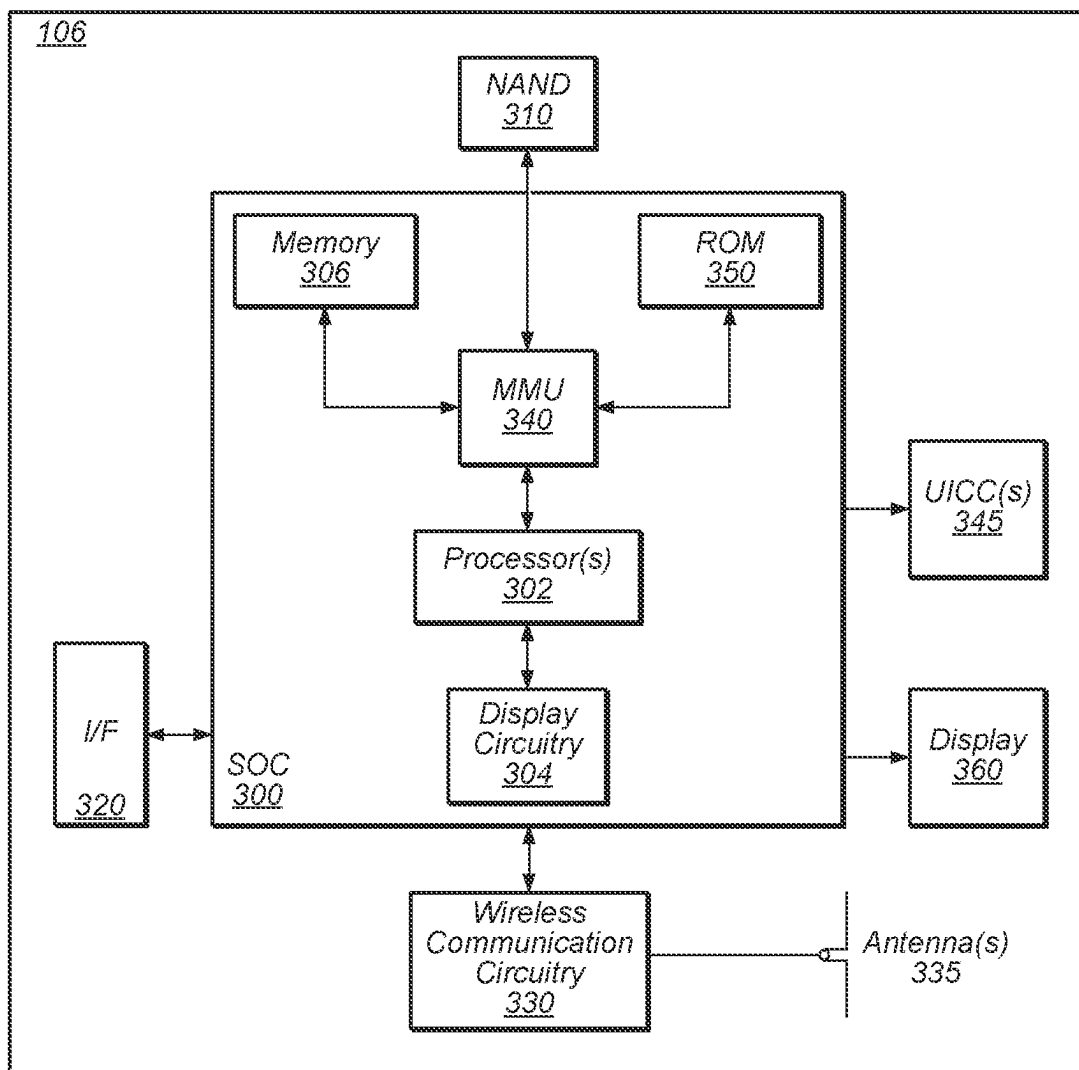 106
NAND
310
Memory
306
ROM
350
MMU
340
UICC(s)
345
Processor(s)
302
I/F
320
Display
Circuitry
304
SOC
300
Display
360
Wireless
Communication
Circuitry
330
Antenna(s)
335